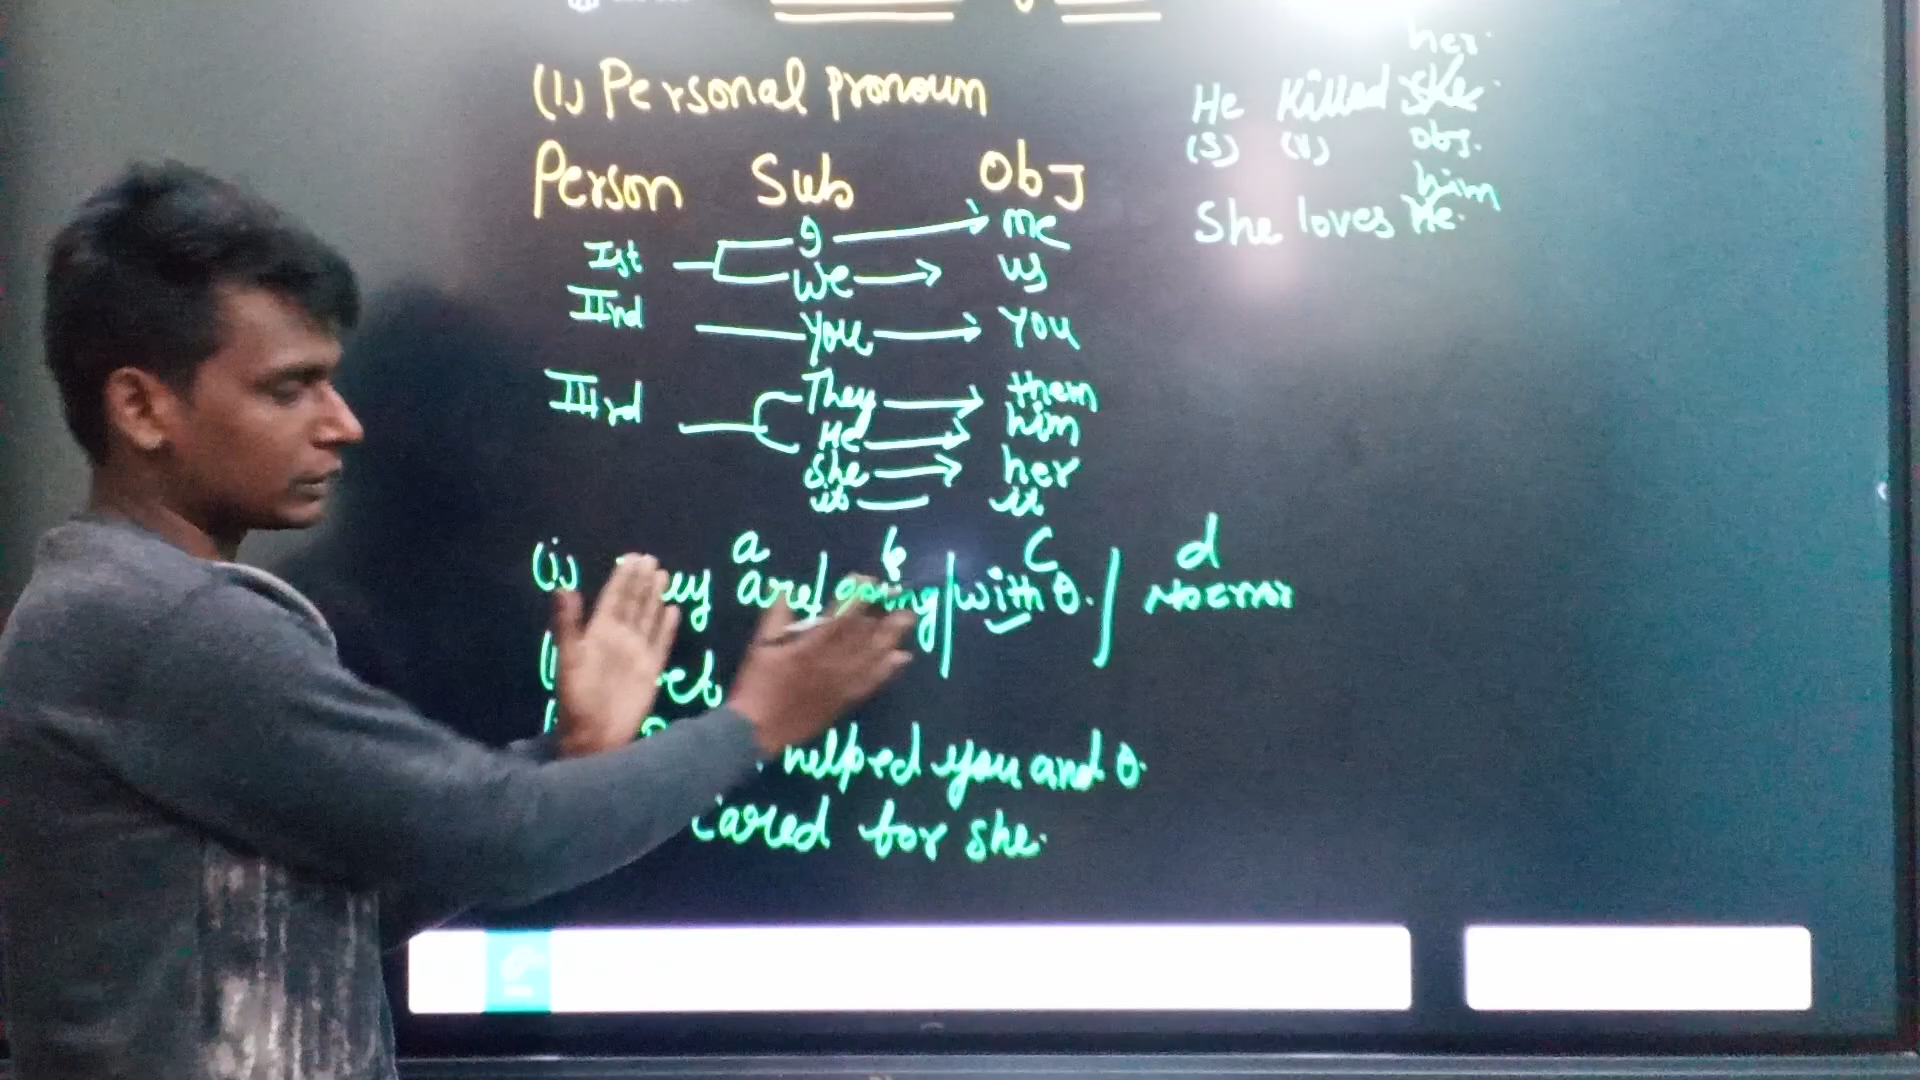 (1) Personal pronoun
Person Sub Obj
Ist I me
we us
IInd you you
IIIrd They them
He him
she her
it it
a b c d
(i) are / going / with I. / No error
helped you and I.
cared for she.
her.
He killed she.
(S) (V) obj.
him
She loves He.